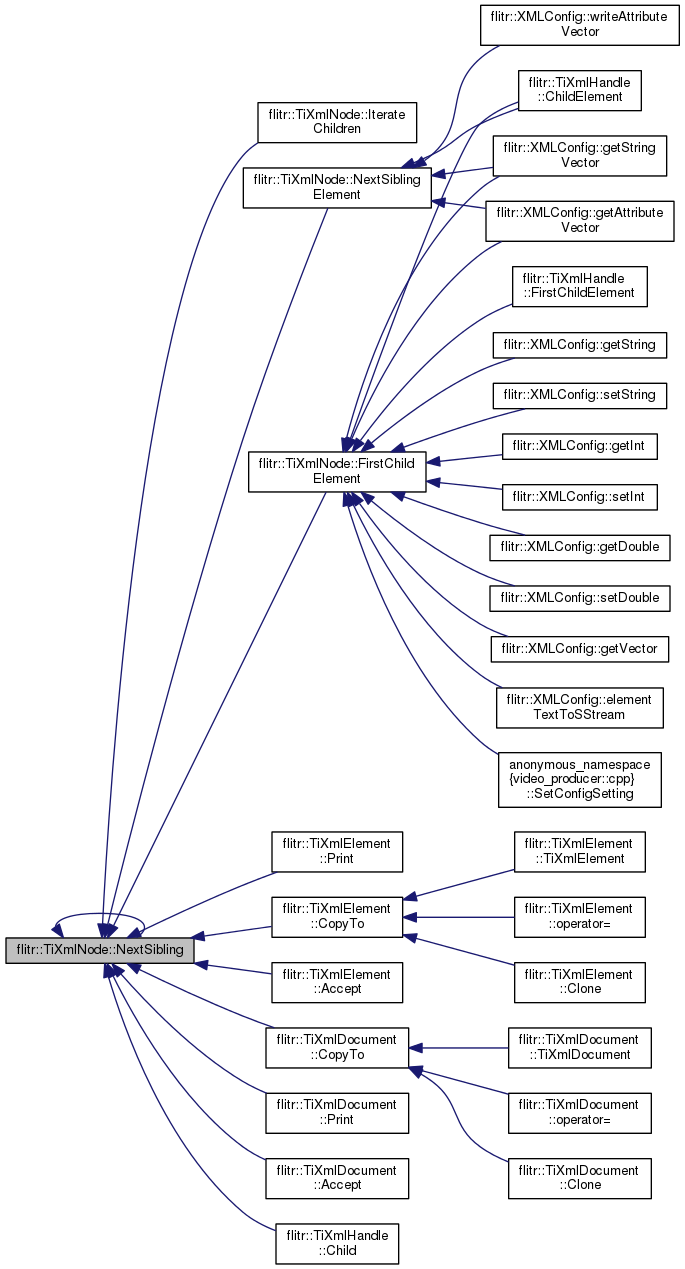 flitr::XMLConfig::writeAttribute
Vector
flitr::TiXmlHandle
::ChildElement
flitr::TiXmlNode::Iterate
Children
flitr::XMLConfig::getString
Vector
flitr::TiXmlNode::NextSibling
Element
flitr::XMLConfig::getAttribute
Vector
flitr::TiXmlHandle
::FirstChildElement
flitr::XMLConfig::getString
flitr::XMLConfig::setString
flitr::XMLConfig::getInt
flitr::TiXmlNode::FirstChild
Element
flitr::XMLConfig::setInt
flitr::XMLConfig::getDouble
flitr::XMLConfig::setDouble
flitr::XMLConfig::getVector
flitr::XMLConfig::element
TextToSStream
anonymous_namespace
{video_producer::cpp}
::SetConfigSetting
flitr::TiXmlElement
::Print
flitr::TiXmlElement
::TiXmlElement
flitr::TiXmlElement
::CopyTo
flitr::TiXmlElement
::operator=
flitr::TiXmlNode::NextSibling
flitr::TiXmlElement
::Accept
flitr::TiXmlElement
::Clone
flitr::TiXmlDocument
::CopyTo
flitr::TiXmlDocument
::TiXmlDocument
flitr::TiXmlDocument
::Print
flitr::TiXmlDocument
::operator=
flitr::TiXmlDocument
::Accept
flitr::TiXmlDocument
::Clone
flitr::TiXmlHandle
::Child